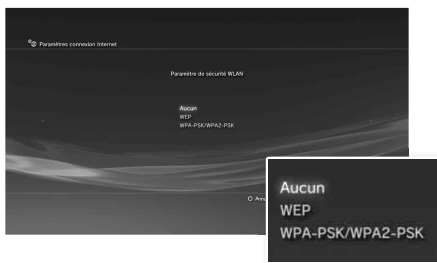 Paramètres connexion Internet
Paramètre de sécurité WLAN
Aucun
WEP
WPA-PSK/WPA2-PSK
Aucun
WEP
WPA-PSK/WPA2-PSK